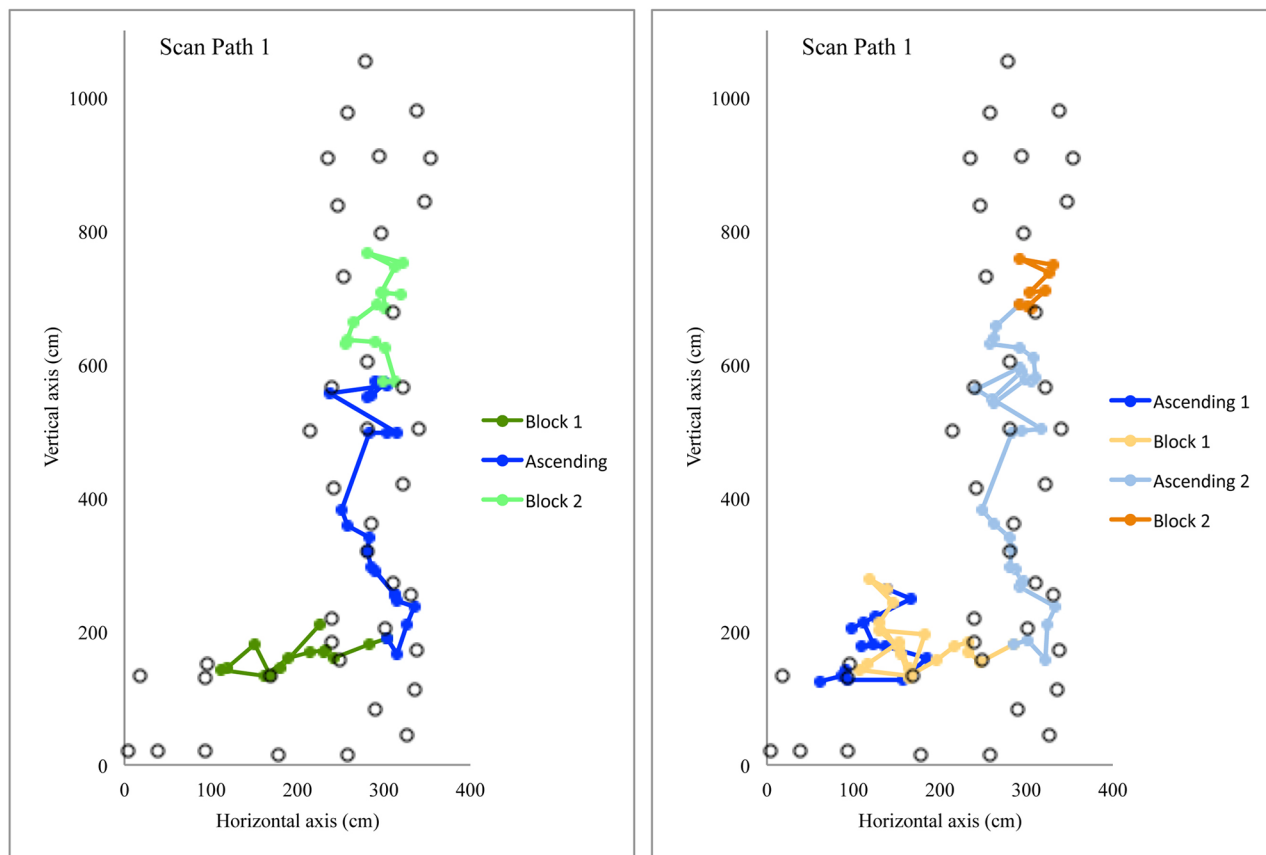 Scan Path 1
1000
800
600
400
200
0
0 100 200 300 400
Vertical axis (cm)
Horizontal axis (cm)
Block 1
Ascending
Block 2
Scan Path 1
1000
800
600
400
200
0
0 100 200 300 400
Vertical axis (cm)
Horizontal axis (cm)
Ascending 1
Block 1
Ascending 2
Block 2